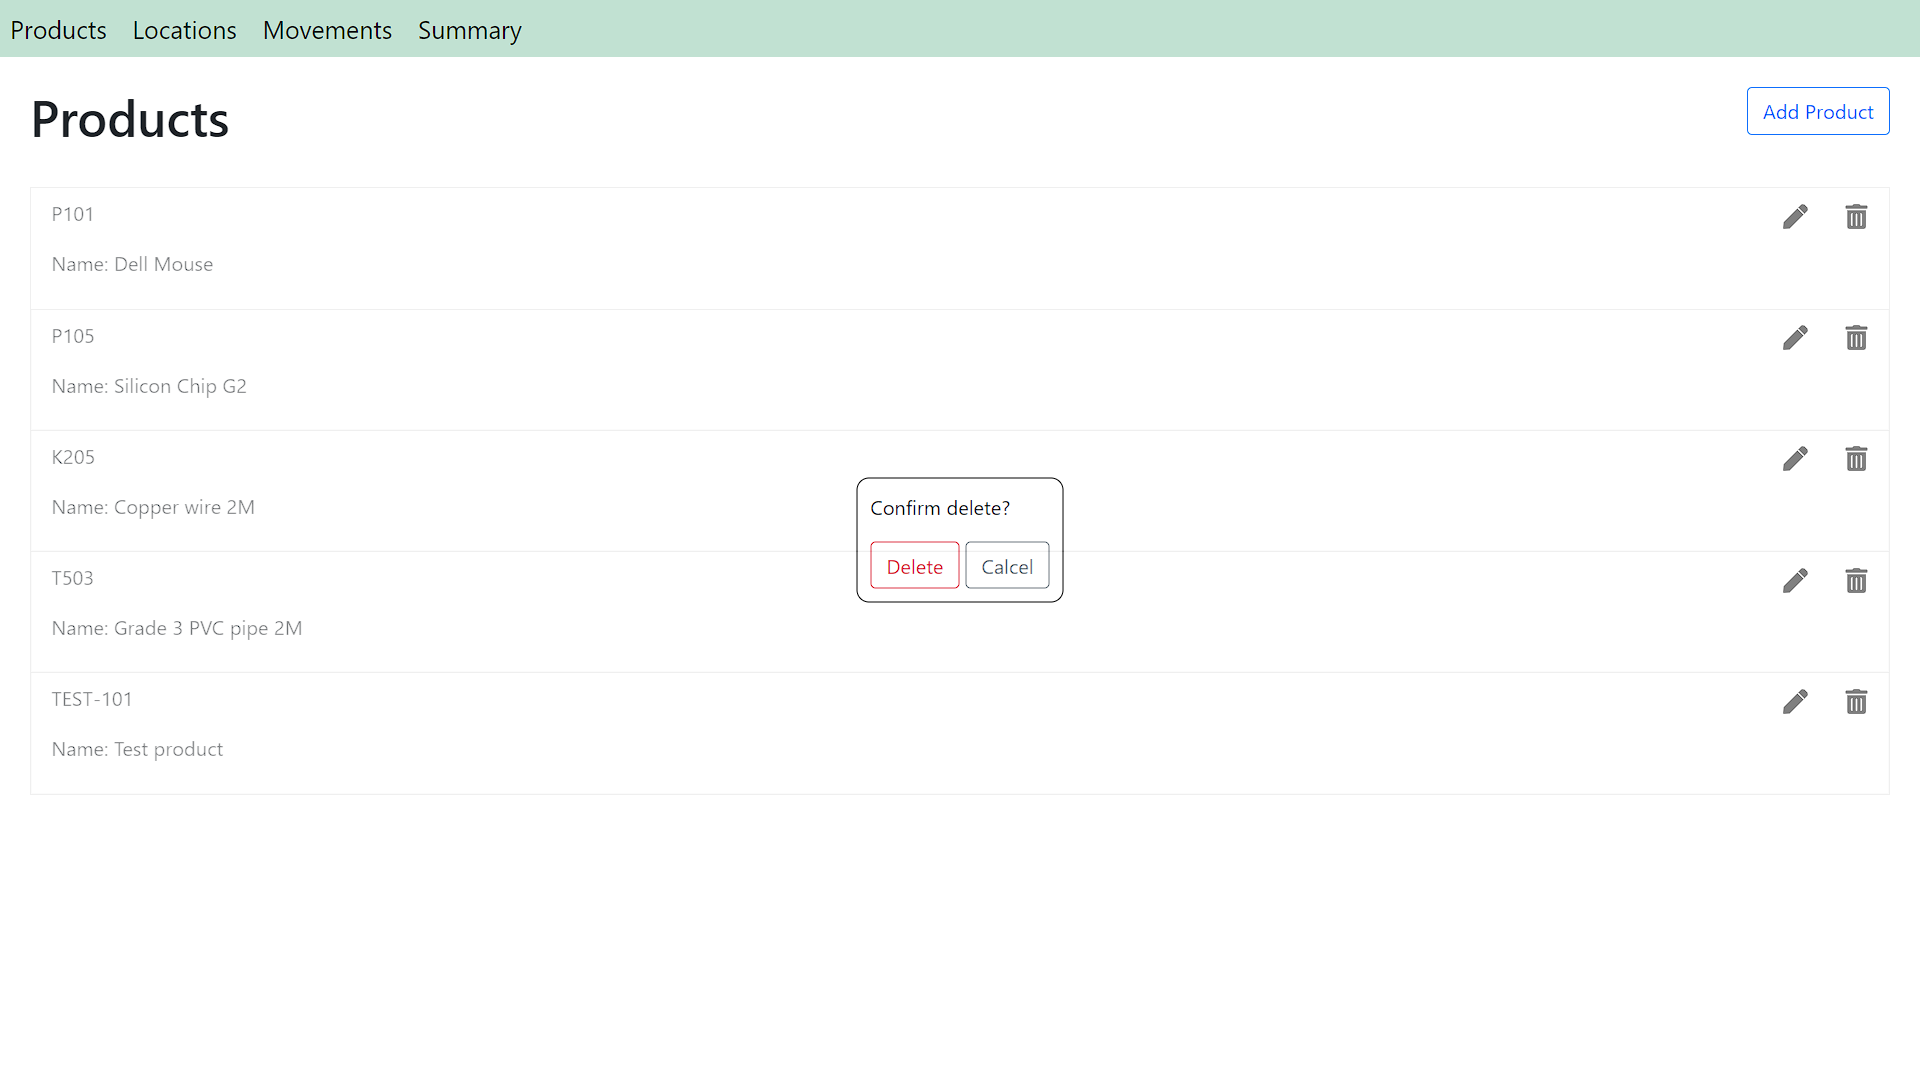 Products Locations Movements Summary
Products
Add Product
P101
Name: Dell Mouse
P105
Name: Silicon Chip G2
K205
Name: Copper wire 2M
Confirm delete?
Delete Calcel
T503
Name: Grade 3 PVC pipe 2M
TEST-101
Name: Test product